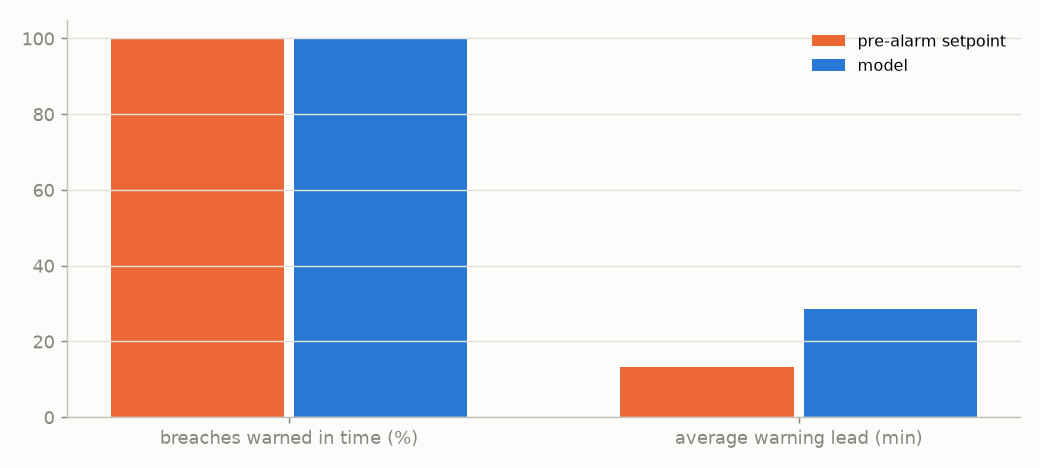 100
80
60
40
20
0
pre-alarm setpoint
model
breaches warned in time (%)
average warning lead (min)